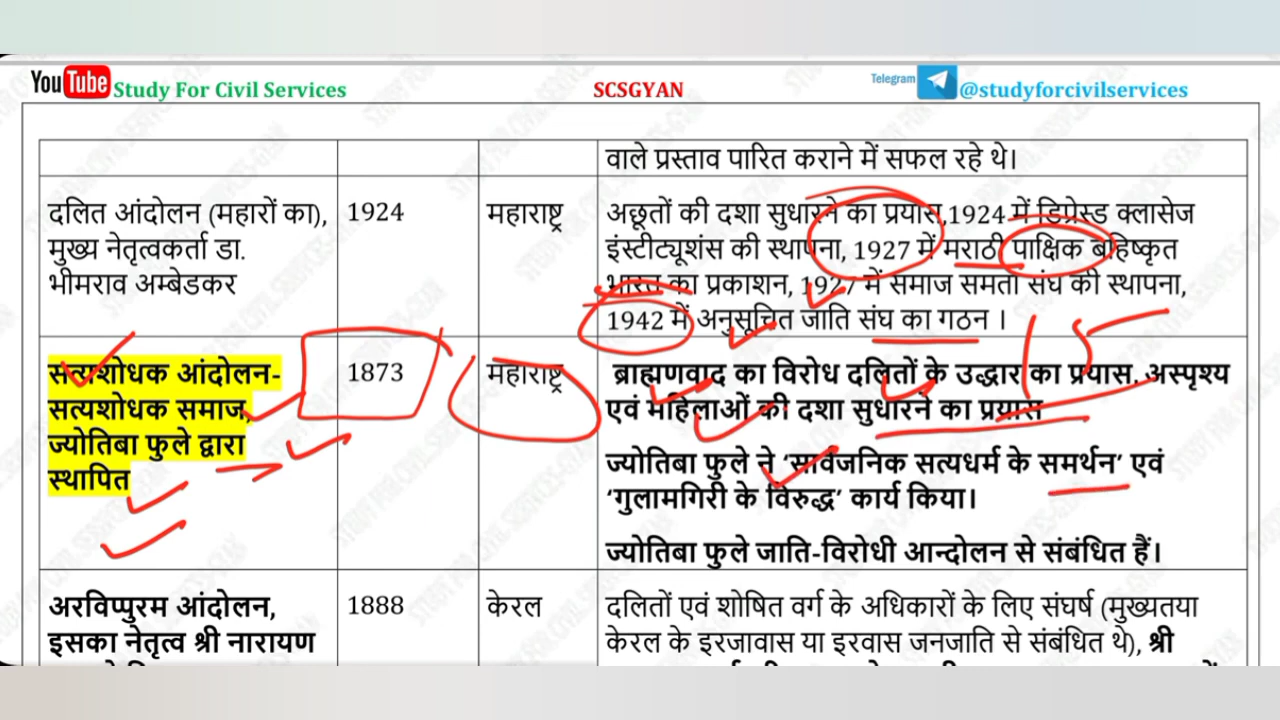 YouTube Study For Civil Services SCSGYAN Telegram @studyforcivilservices
वाले प्रस्ताव पारित कराने में सफल रहे थे।
दलित आंदोलन (महारों का),
मुख्य नेतृत्वकर्ता डा.
भीमराव अम्बेडकर
1924
महाराष्ट्र
अछूतों की दशा सुधारने का प्रयास,1924 में डिप्रेस्ड क्लासेज
इंस्टीट्यूशंस की स्थापना, 1927 में मराठी पाक्षिक बहिष्कृत
भारत का प्रकाशन, 1927 में समाज समता संघ की स्थापना,
1942 में अनुसूचित जाति संघ का गठन ।
सत्यशोधक आंदोलन-
सत्यशोधक समाज,
ज्योतिबा फुले द्वारा
स्थापित
1873
महाराष्ट्र
ब्राह्मणवाद का विरोध दलितों के उद्धार का प्रयास, अस्पृश्य
एवं महिलाओं की दशा सुधारने का प्रयास
15
ज्योतिबा फुले ने ‘सार्वजनिक सत्यधर्म के समर्थन’ एवं
‘गुलामगिरी के विरुद्ध’ कार्य किया।
ज्योतिबा फुले जाति-विरोधी आन्दोलन से संबंधित हैं।
अरविप्पुरम आंदोलन,
इसका नेतृत्व श्री नारायण
1888
केरल
दलितों एवं शोषित वर्ग के अधिकारों के लिए संघर्ष (मुख्यतया
केरल के इरजावास या इरवास जनजाति से संबंधित थे), श्री